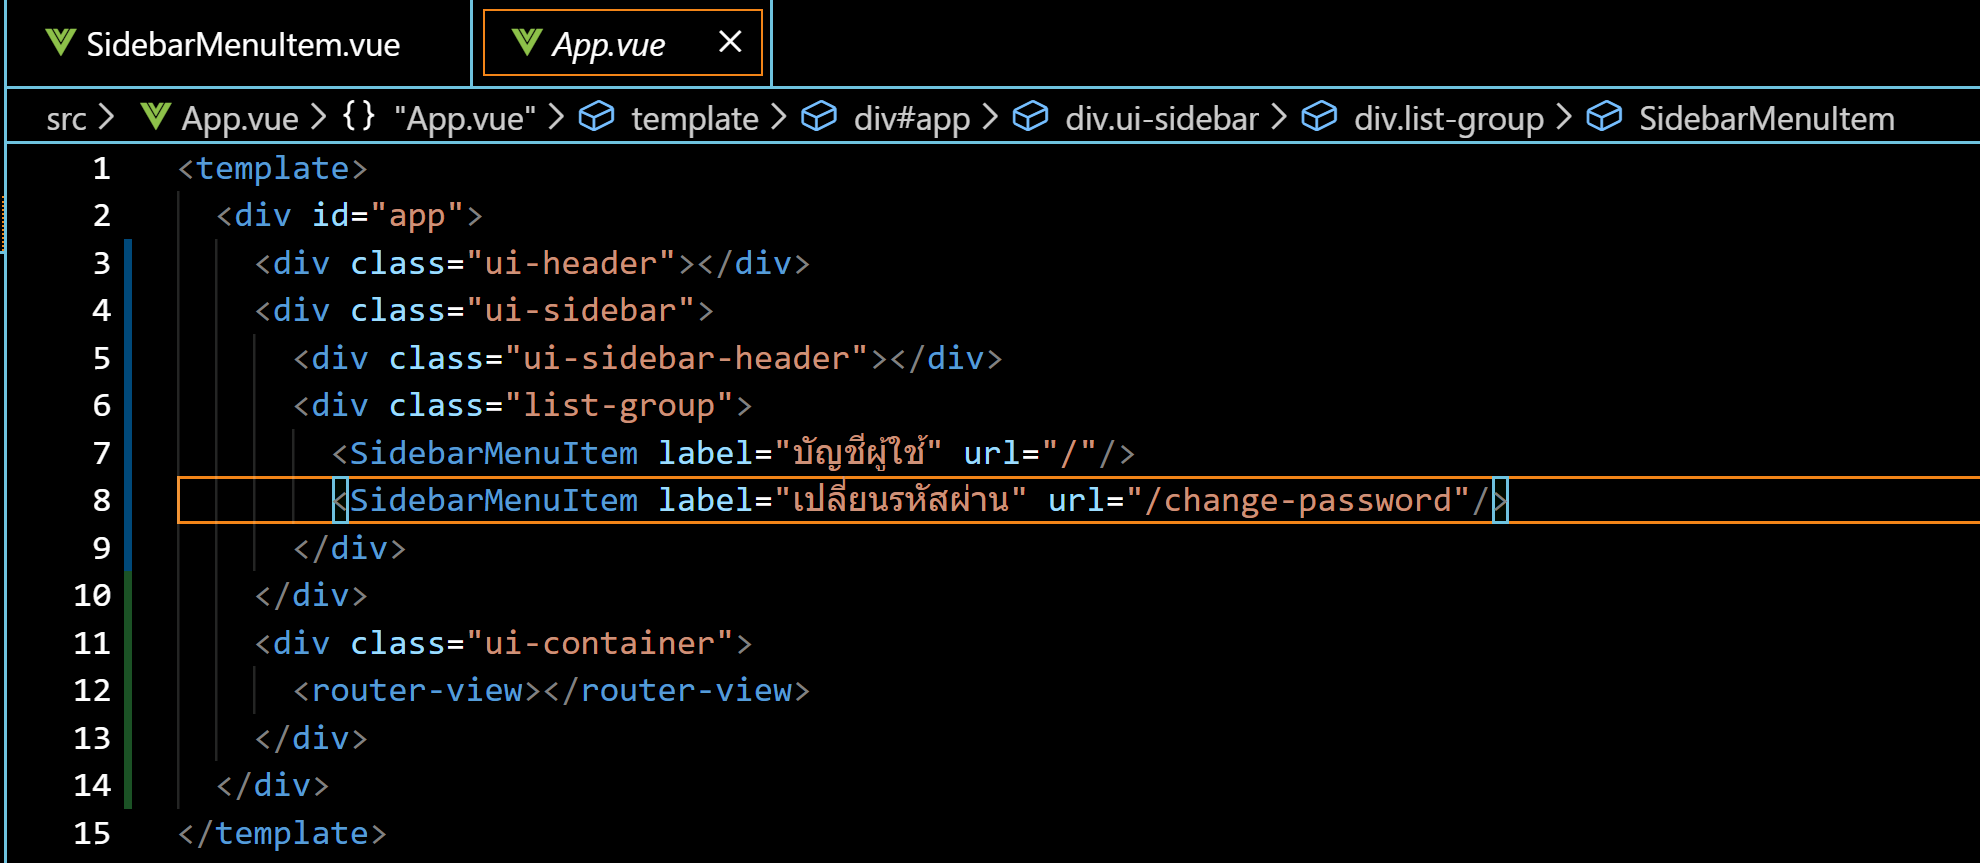 SidebarMenuItem.vue App.vue
src > App.vue > {} "App.vue" > template > div#app > div.ui-sidebar > div.list-group > SidebarMenuItem
1 <template>
2 <div id="app">
3 <div class="ui-header"></div>
4 <div class="ui-sidebar">
5 <div class="ui-sidebar-header"></div>
6 <div class="list-group">
7 <SidebarMenuItem label="บัญชีผู้ใช้" url="/"/>
8 <SidebarMenuItem label="เปลี่ยนรหัสผ่าน" url="/change-password"/>
9 </div>
10 </div>
11 <div class="ui-container">
12 <router-view></router-view>
13 </div>
14 </div>
15 </template>